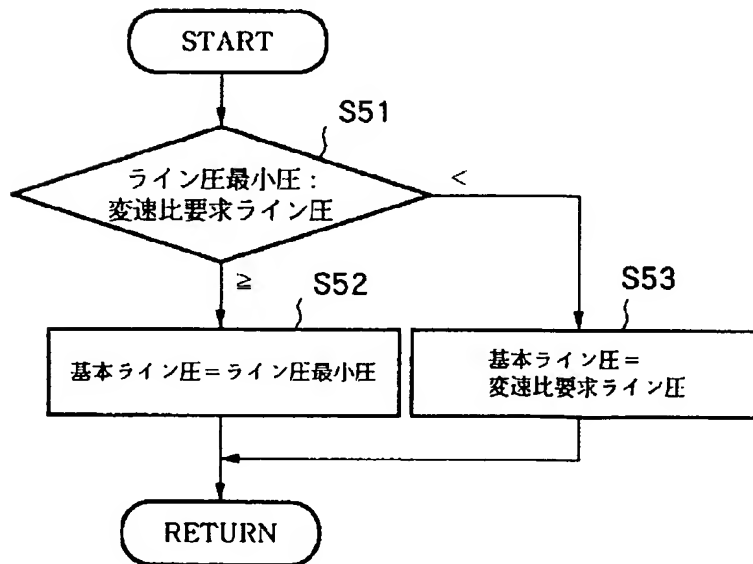 START
S51
ライン圧最小圧：
変速比要求ライン圧
<
≧
S52
S53
基本ライン圧＝ライン圧最小圧
基本ライン圧＝
変速比要求ライン圧
RETURN